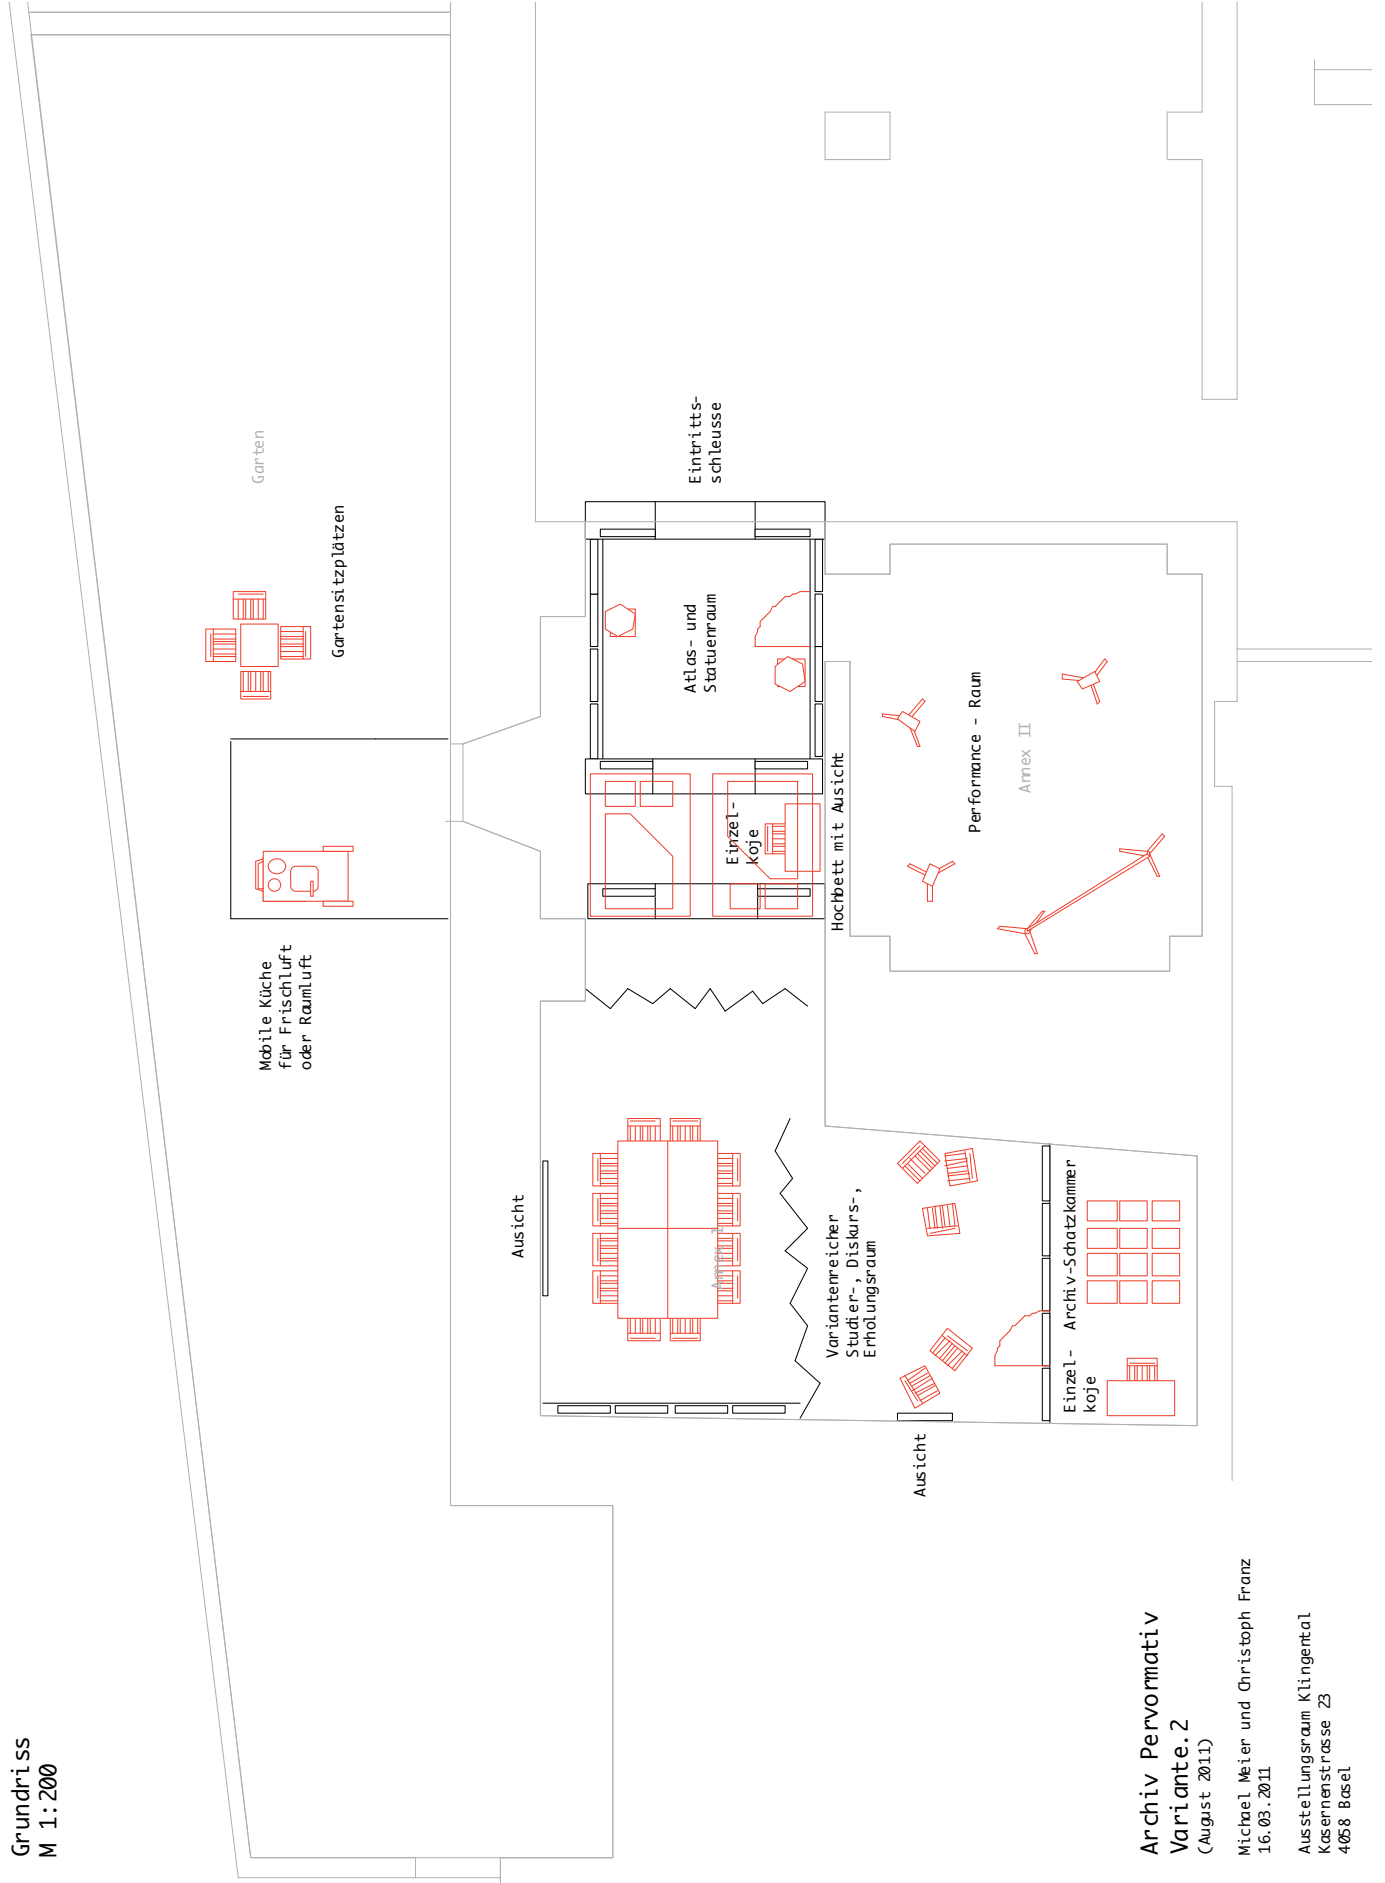 Grundriss
M 1:200
Garten
Gartensitzplätzen
Mobile Küche
für Frischluft
oder Raumluft
Eintritts-
schleusse
Atlas- und
Statuenraum
Einzel-
koje
Hochbett mit Ausicht
Performance - Raum
Annex II
Ausicht
Annex I
Variantenreicher
Studier-, Diskurs-,
Erholungsraum
Ausicht
Archiv-Schatzkammer
Einzel-
koje
Archiv Pervormativ
Variante.2
(August 2011)
Michael Meier und Christoph Franz
16.03.2011
Ausstellungsraum Klingental
Kasernenstrasse 23
4058 Basel